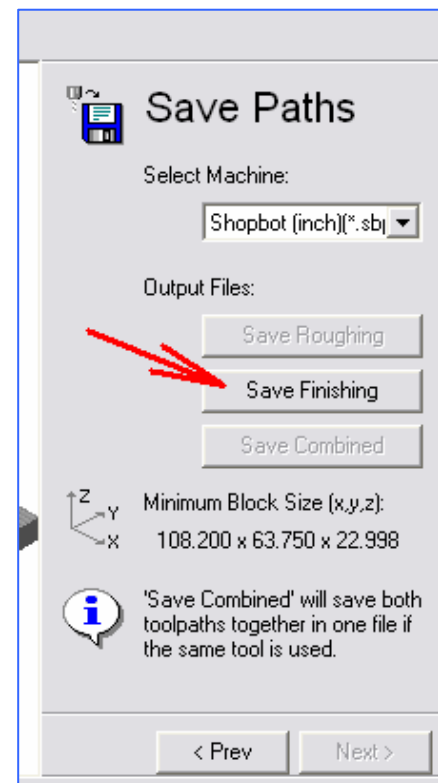 Save Paths
Select Machine:
Shopbot (inch)(*.sb
Output Files:
Save Roughing
Save Finishing
Save Combined
Z
Y
X
Minimum Block Size (x,y,z):
108.200 x 63.750 x 22.998
'Save Combined' will save both
toolpaths together in one file if
the same tool is used.
< Prev
Next >